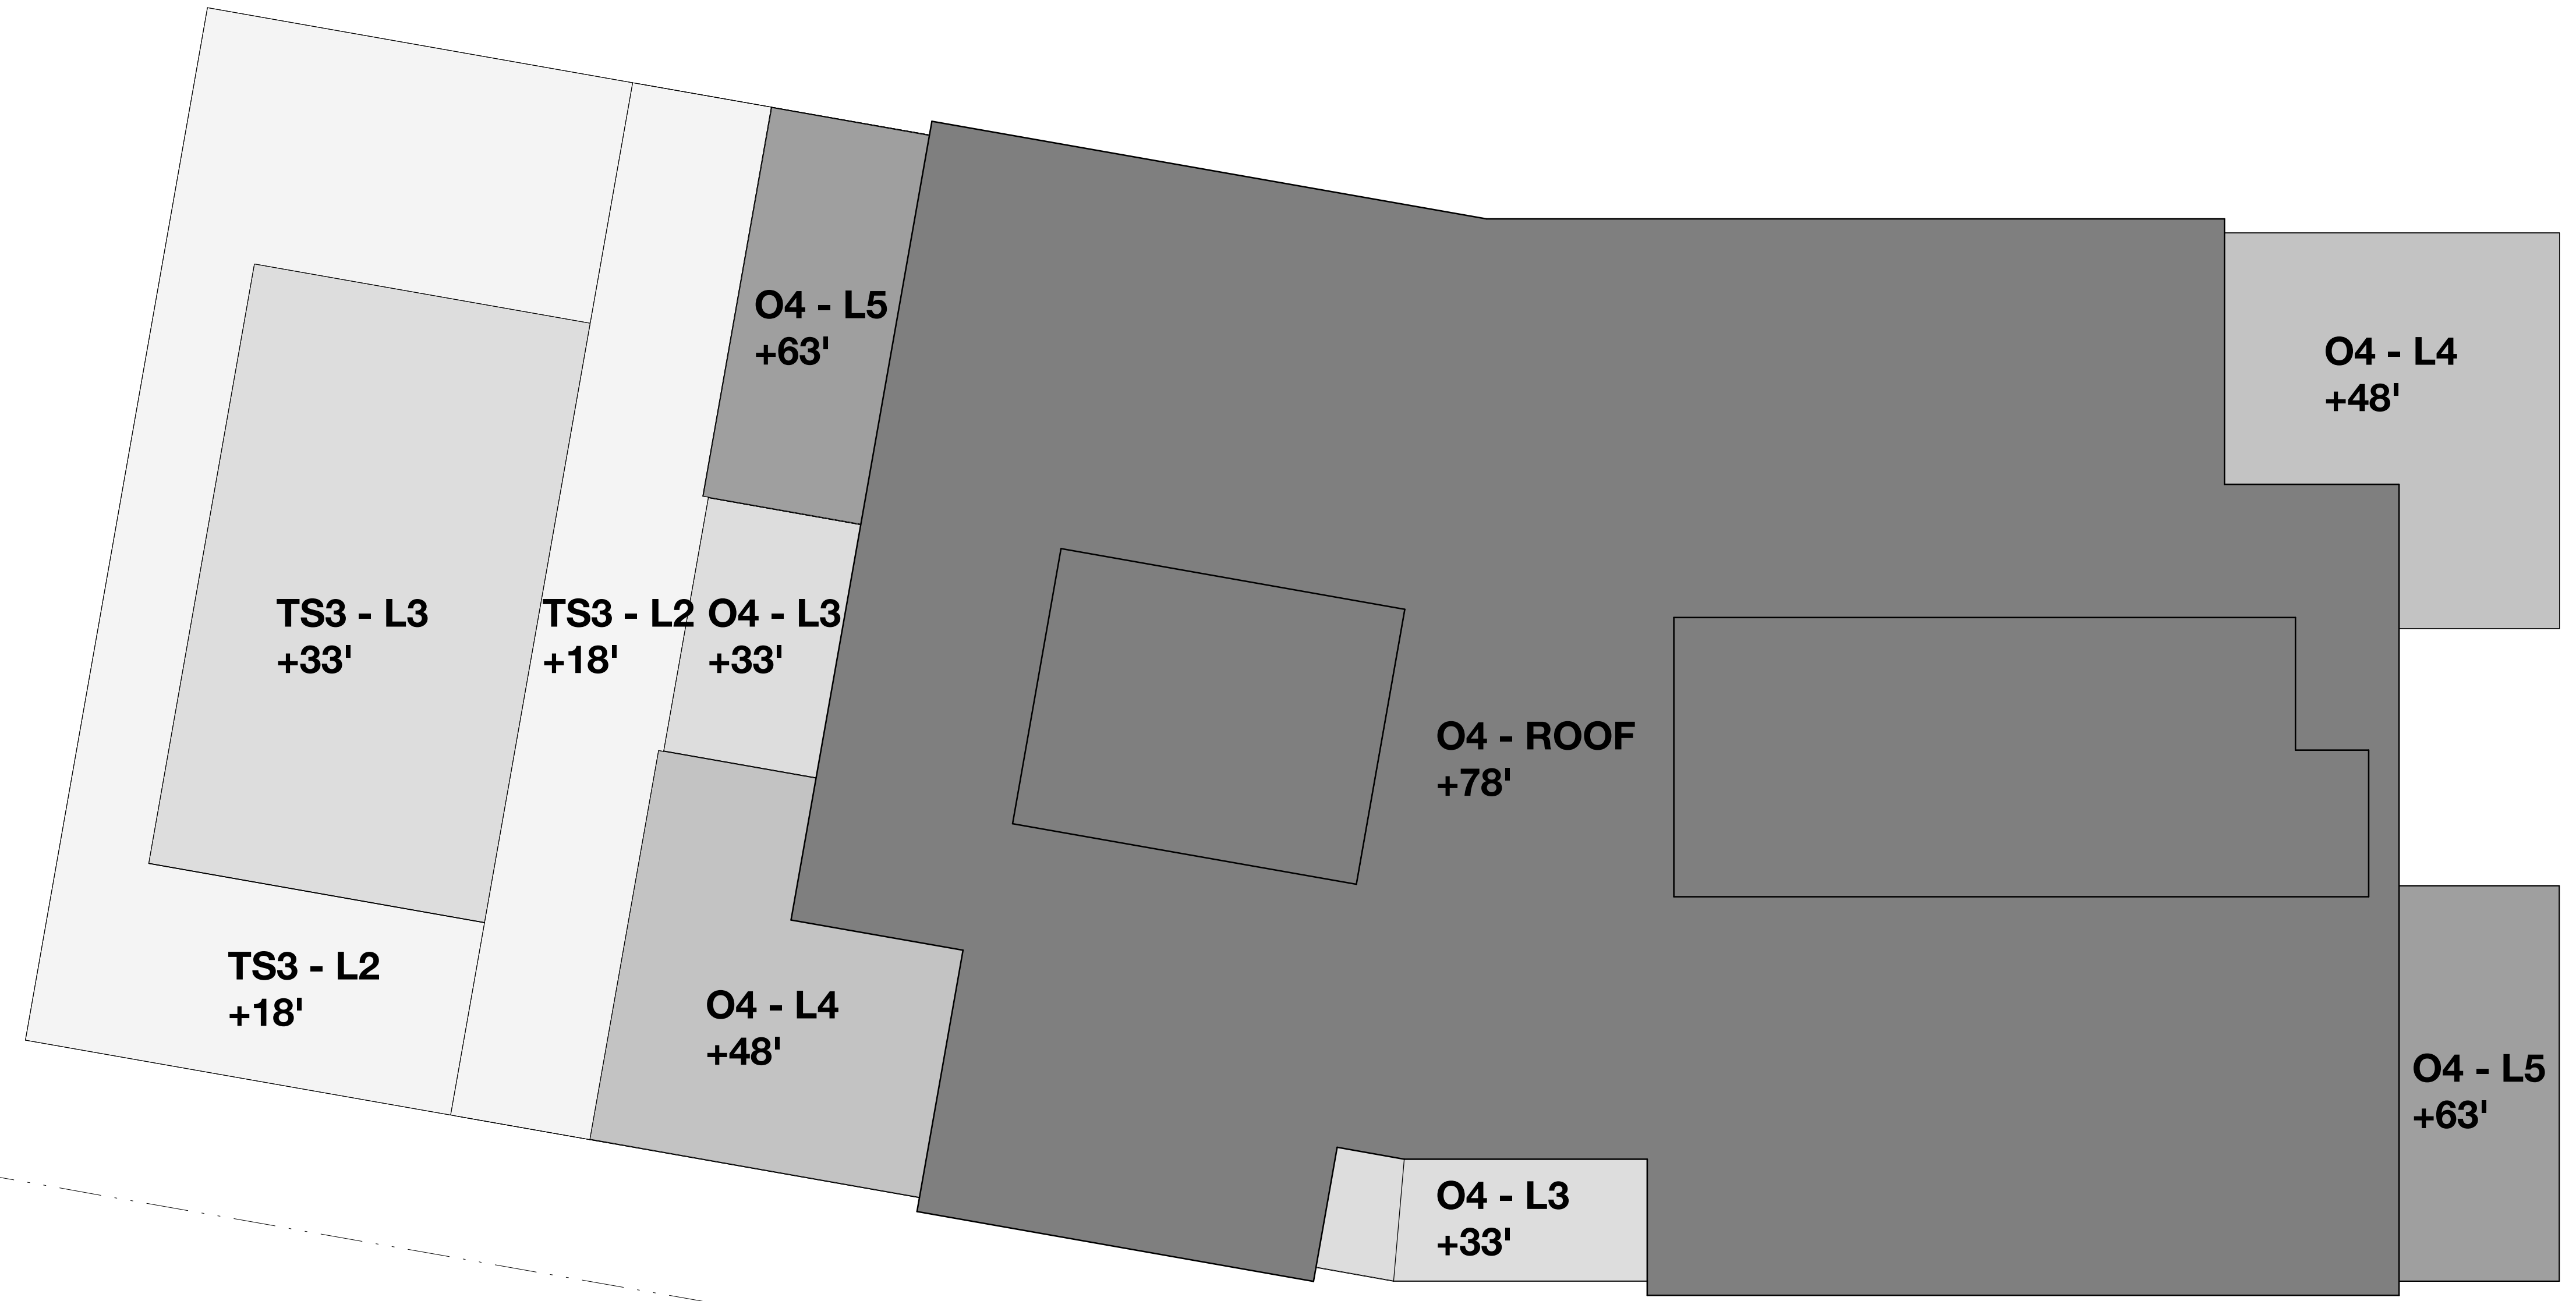 O4 - L5
+63'
O4 - L4
+48'
TS3 - L3
+33'
TS3 - L2
+18'
O4 - L3
+33'
O4 - ROOF
+78'
TS3 - L2
+18'
O4 - L4
+48'
O4 - L5
+63'
O4 - L3
+33'